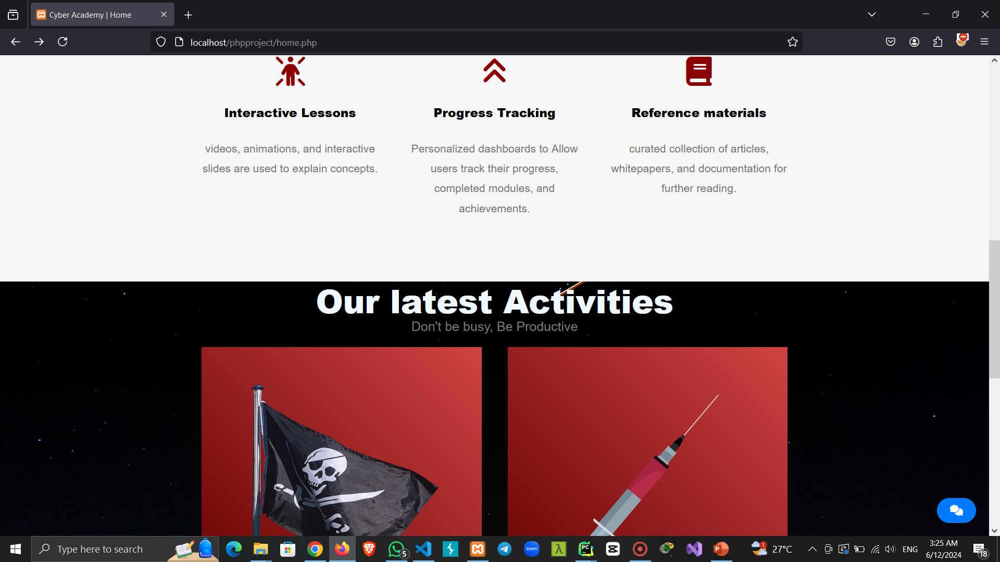 Cyber Academy | Home
localhost/phpproject/home.php
Interactive Lessons
videos, animations, and interactive
slides are used to explain concepts.
Progress Tracking
Personalized dashboards to Allow
users track their progress,
completed modules, and
achievements.
Reference materials
curated collection of articles,
whitepapers, and documentation for
further reading.
Our latest Activities
Don't be busy, Be Productive
Type here to search
5
zoom
PC
P
1
27°C
ENG
3:25 AM
6/12/2024
18